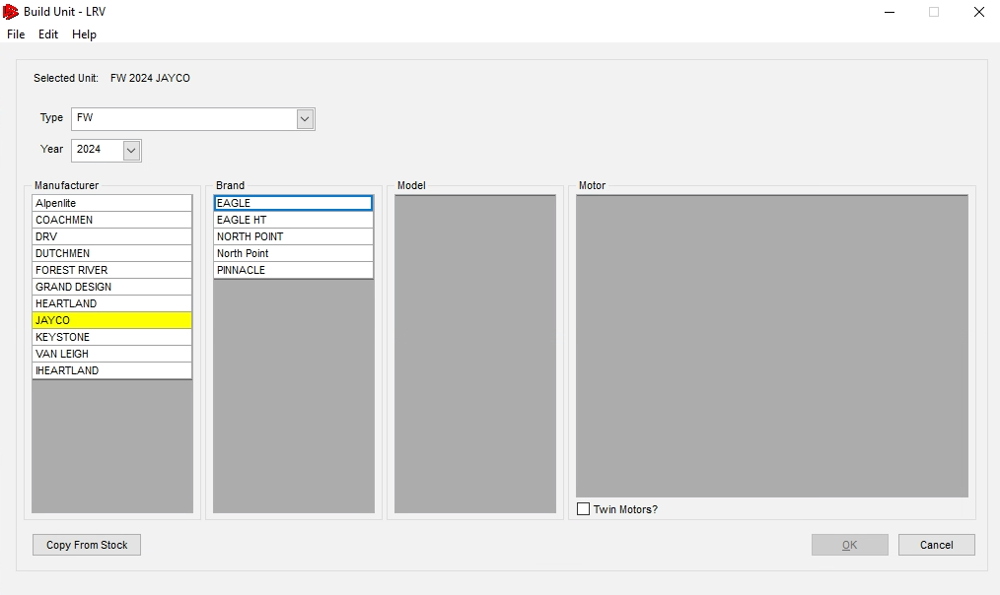 Build Unit - LRV
File Edit Help
Selected Unit: FW 2024 JAYCO
Type FW
Year 2024
Manufacturer
Alpenlite
COACHMEN
DRV
DUTCHMEN
FOREST RIVER
GRAND DESIGN
HEARTLAND
JAYCO
KEYSTONE
VAN LEIGH
IHEARTLAND
Brand
EAGLE
EAGLE HT
NORTH POINT
North Point
PINNACLE
Model
Motor
Twin Motors?
Copy From Stock
OK
Cancel